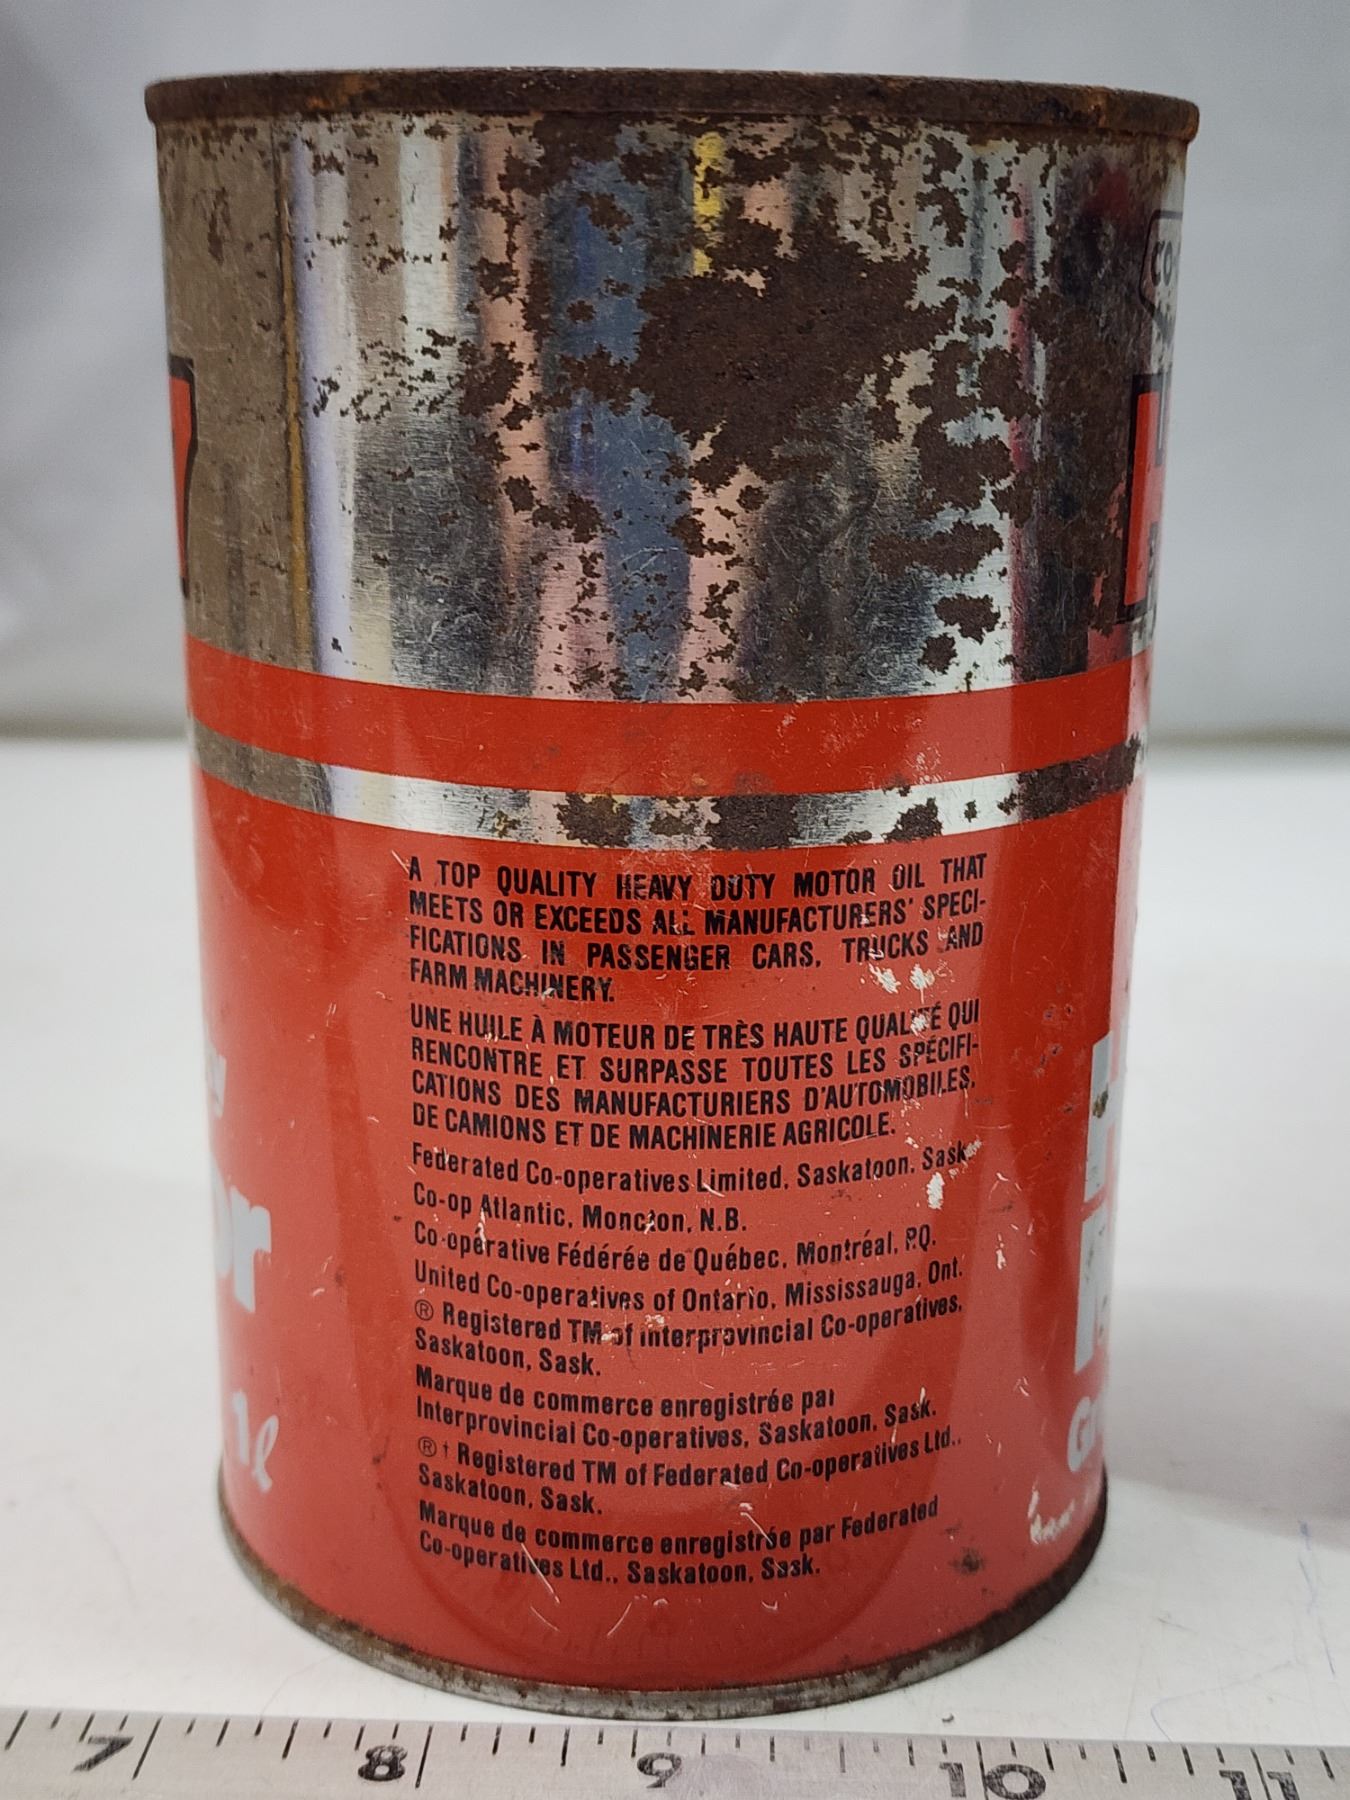 CO-
A TOP QUALITY HEAVY DUTY MOTOR OIL THAT
MEETS OR EXCEEDS ALL MANUFACTURERS' SPECI-
FICATIONS IN PASSENGER CARS, TRUCKS AND
FARM MACHINERY.
UNE HUILE À MOTEUR DE TRÈS HAUTE QUALITÉ QUI
RENCONTRE ET SURPASSE TOUTES LES SPÉCIFI-
CATIONS DES MANUFACTURIERS D'AUTOMOBILES,
DE CAMIONS ET DE MACHINERIE AGRICOLE.
Federated Co-operatives Limited, Saskatoon, Sask.
Co-op Atlantic, Moncton, N.B.
Co-opérative Fédérée de Québec, Montréal, P.Q.
United Co-operatives of Ontario, Mississauga, Ont.
® Registered TM of Interprovincial Co-operatives,
Saskatoon, Sask.
Marque de commerce enregistrée par
Interprovincial Co-operatives, Saskatoon, Sask.
®† Registered TM of Federated Co-operatives Ltd.,
Saskatoon, Sask.
Marque de commerce enregistrée par Federated
Co-operatives Ltd., Saskatoon, Sask.
y
or
1ℓ
7 8 9 10 11